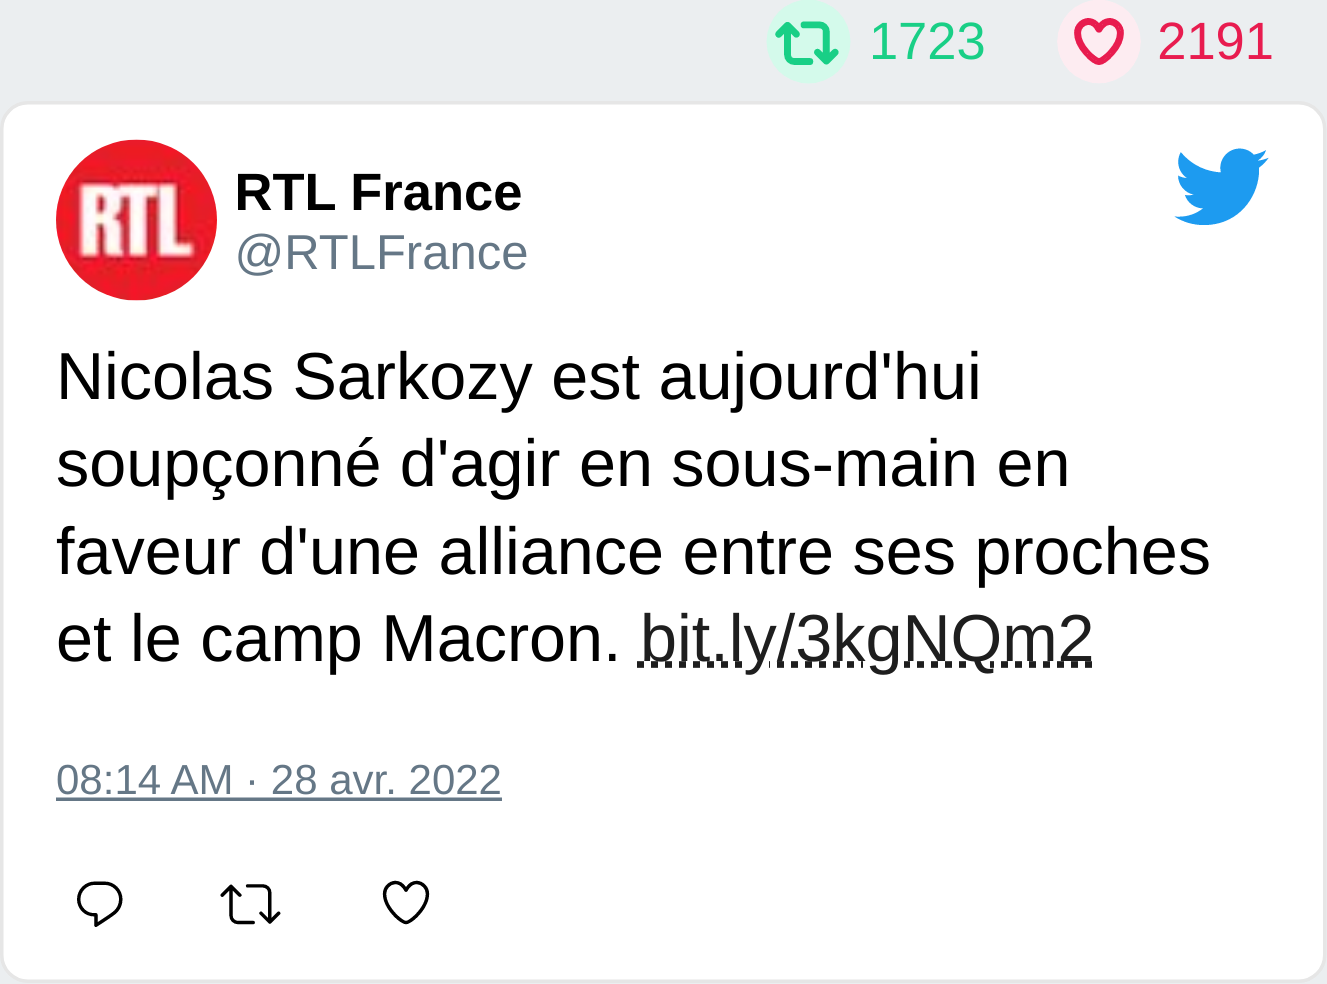 1723 2191
RTL
RTL France
@RTLFrance
Nicolas Sarkozy est aujourd'hui
soupçonné d'agir en sous-main en
faveur d'une alliance entre ses proches
et le camp Macron. bit.ly/3kgNQm2
08:14 AM · 28 avr. 2022